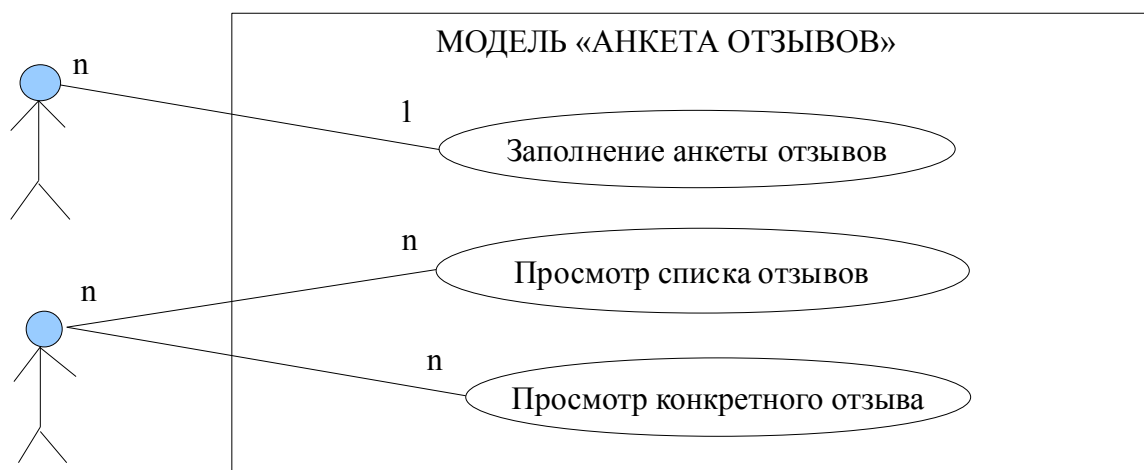 МОДЕЛЬ «АНКЕТА ОТЗЫВОВ»
n
1
Заполнение анкеты отзывов
n
Просмотр списка отзывов
n
n
Просмотр конкретного отзыва